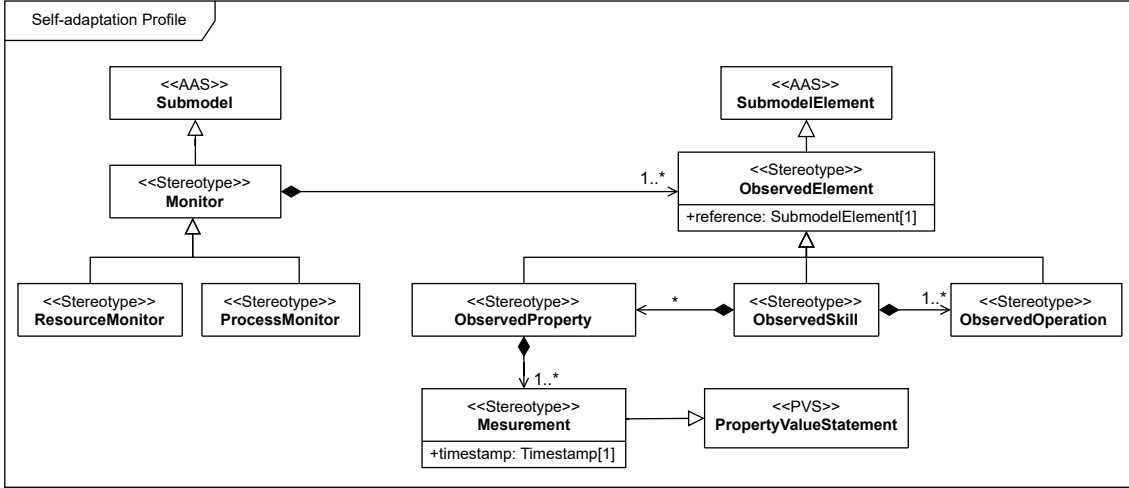 Self-adaptation Profile
<<AAS>>
Submodel
<<AAS>>
SubmodelElement
<<Stereotype>>
Monitor
1..*
<<Stereotype>>
ObservedElement
+reference: SubmodelElement[1]
<<Stereotype>>
ResourceMonitor
<<Stereotype>>
ProcessMonitor
<<Stereotype>>
ObservedProperty
*
<<Stereotype>>
ObservedSkill
1..*
<<Stereotype>>
ObservedOperation
1..*
<<Stereotype>>
Mesurement
+timestamp: Timestamp[1]
<<PVS>>
PropertyValueStatement